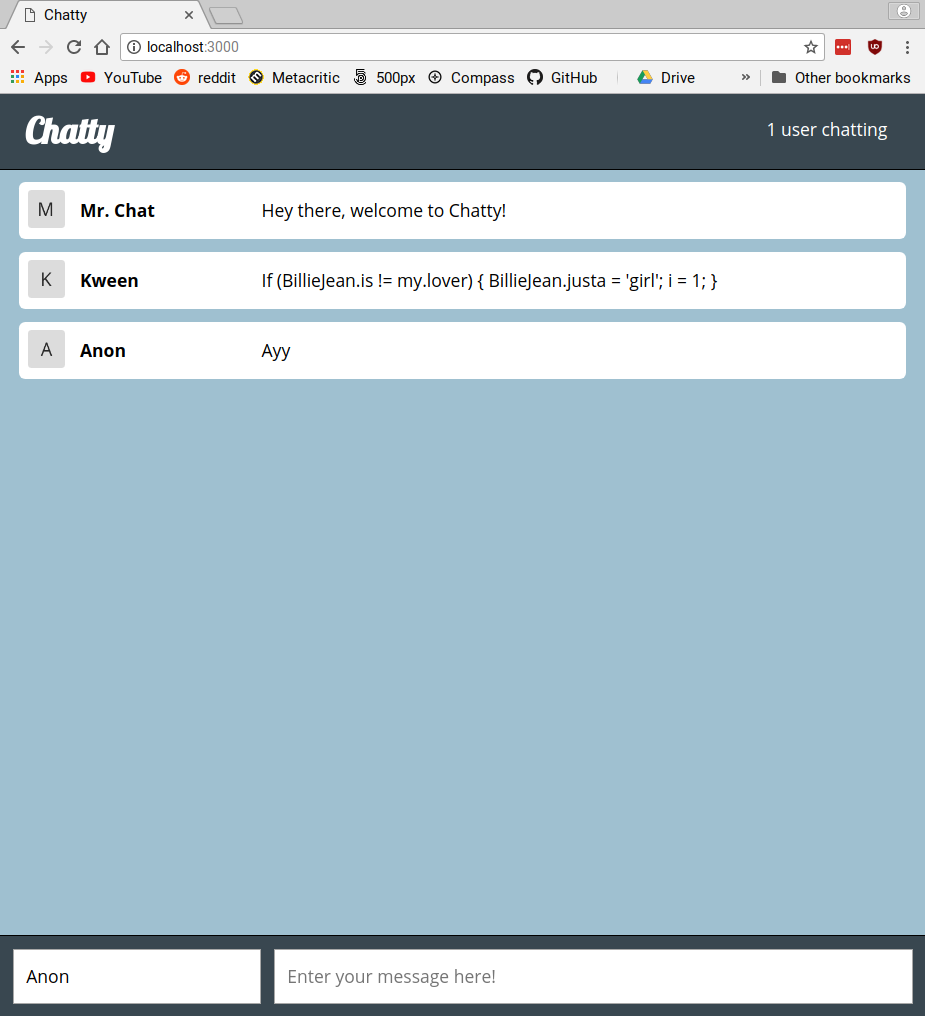 Chatty
localhost:3000
Apps YouTube reddit Metacritic 500px Compass GitHub Drive » Other bookmarks
Chatty 1 user chatting
M Mr. Chat Hey there, welcome to Chatty!
K Kween If (BillieJean.is != my.lover) { BillieJean.justa = 'girl'; i = 1; }
A Anon Ayy
Anon Enter your message here!